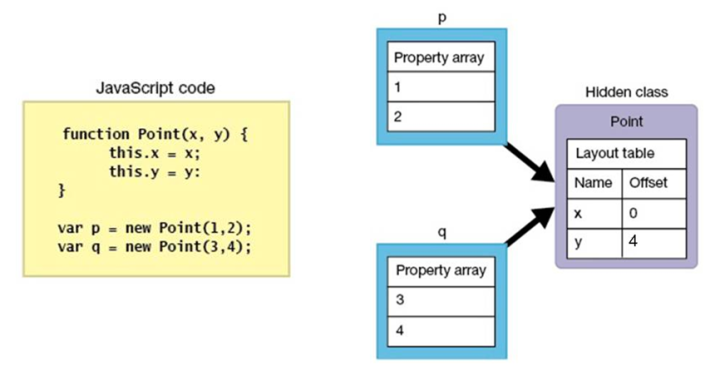 JavaScript code
function Point(x, y) {
this.x = x;
this.y = y:
}
var p = new Point(1,2);
var q = new Point(3,4);
p
Property array
1
2
q
Property array
3
4
Hidden class
Point
Layout table
Name Offset
x 0
y 4